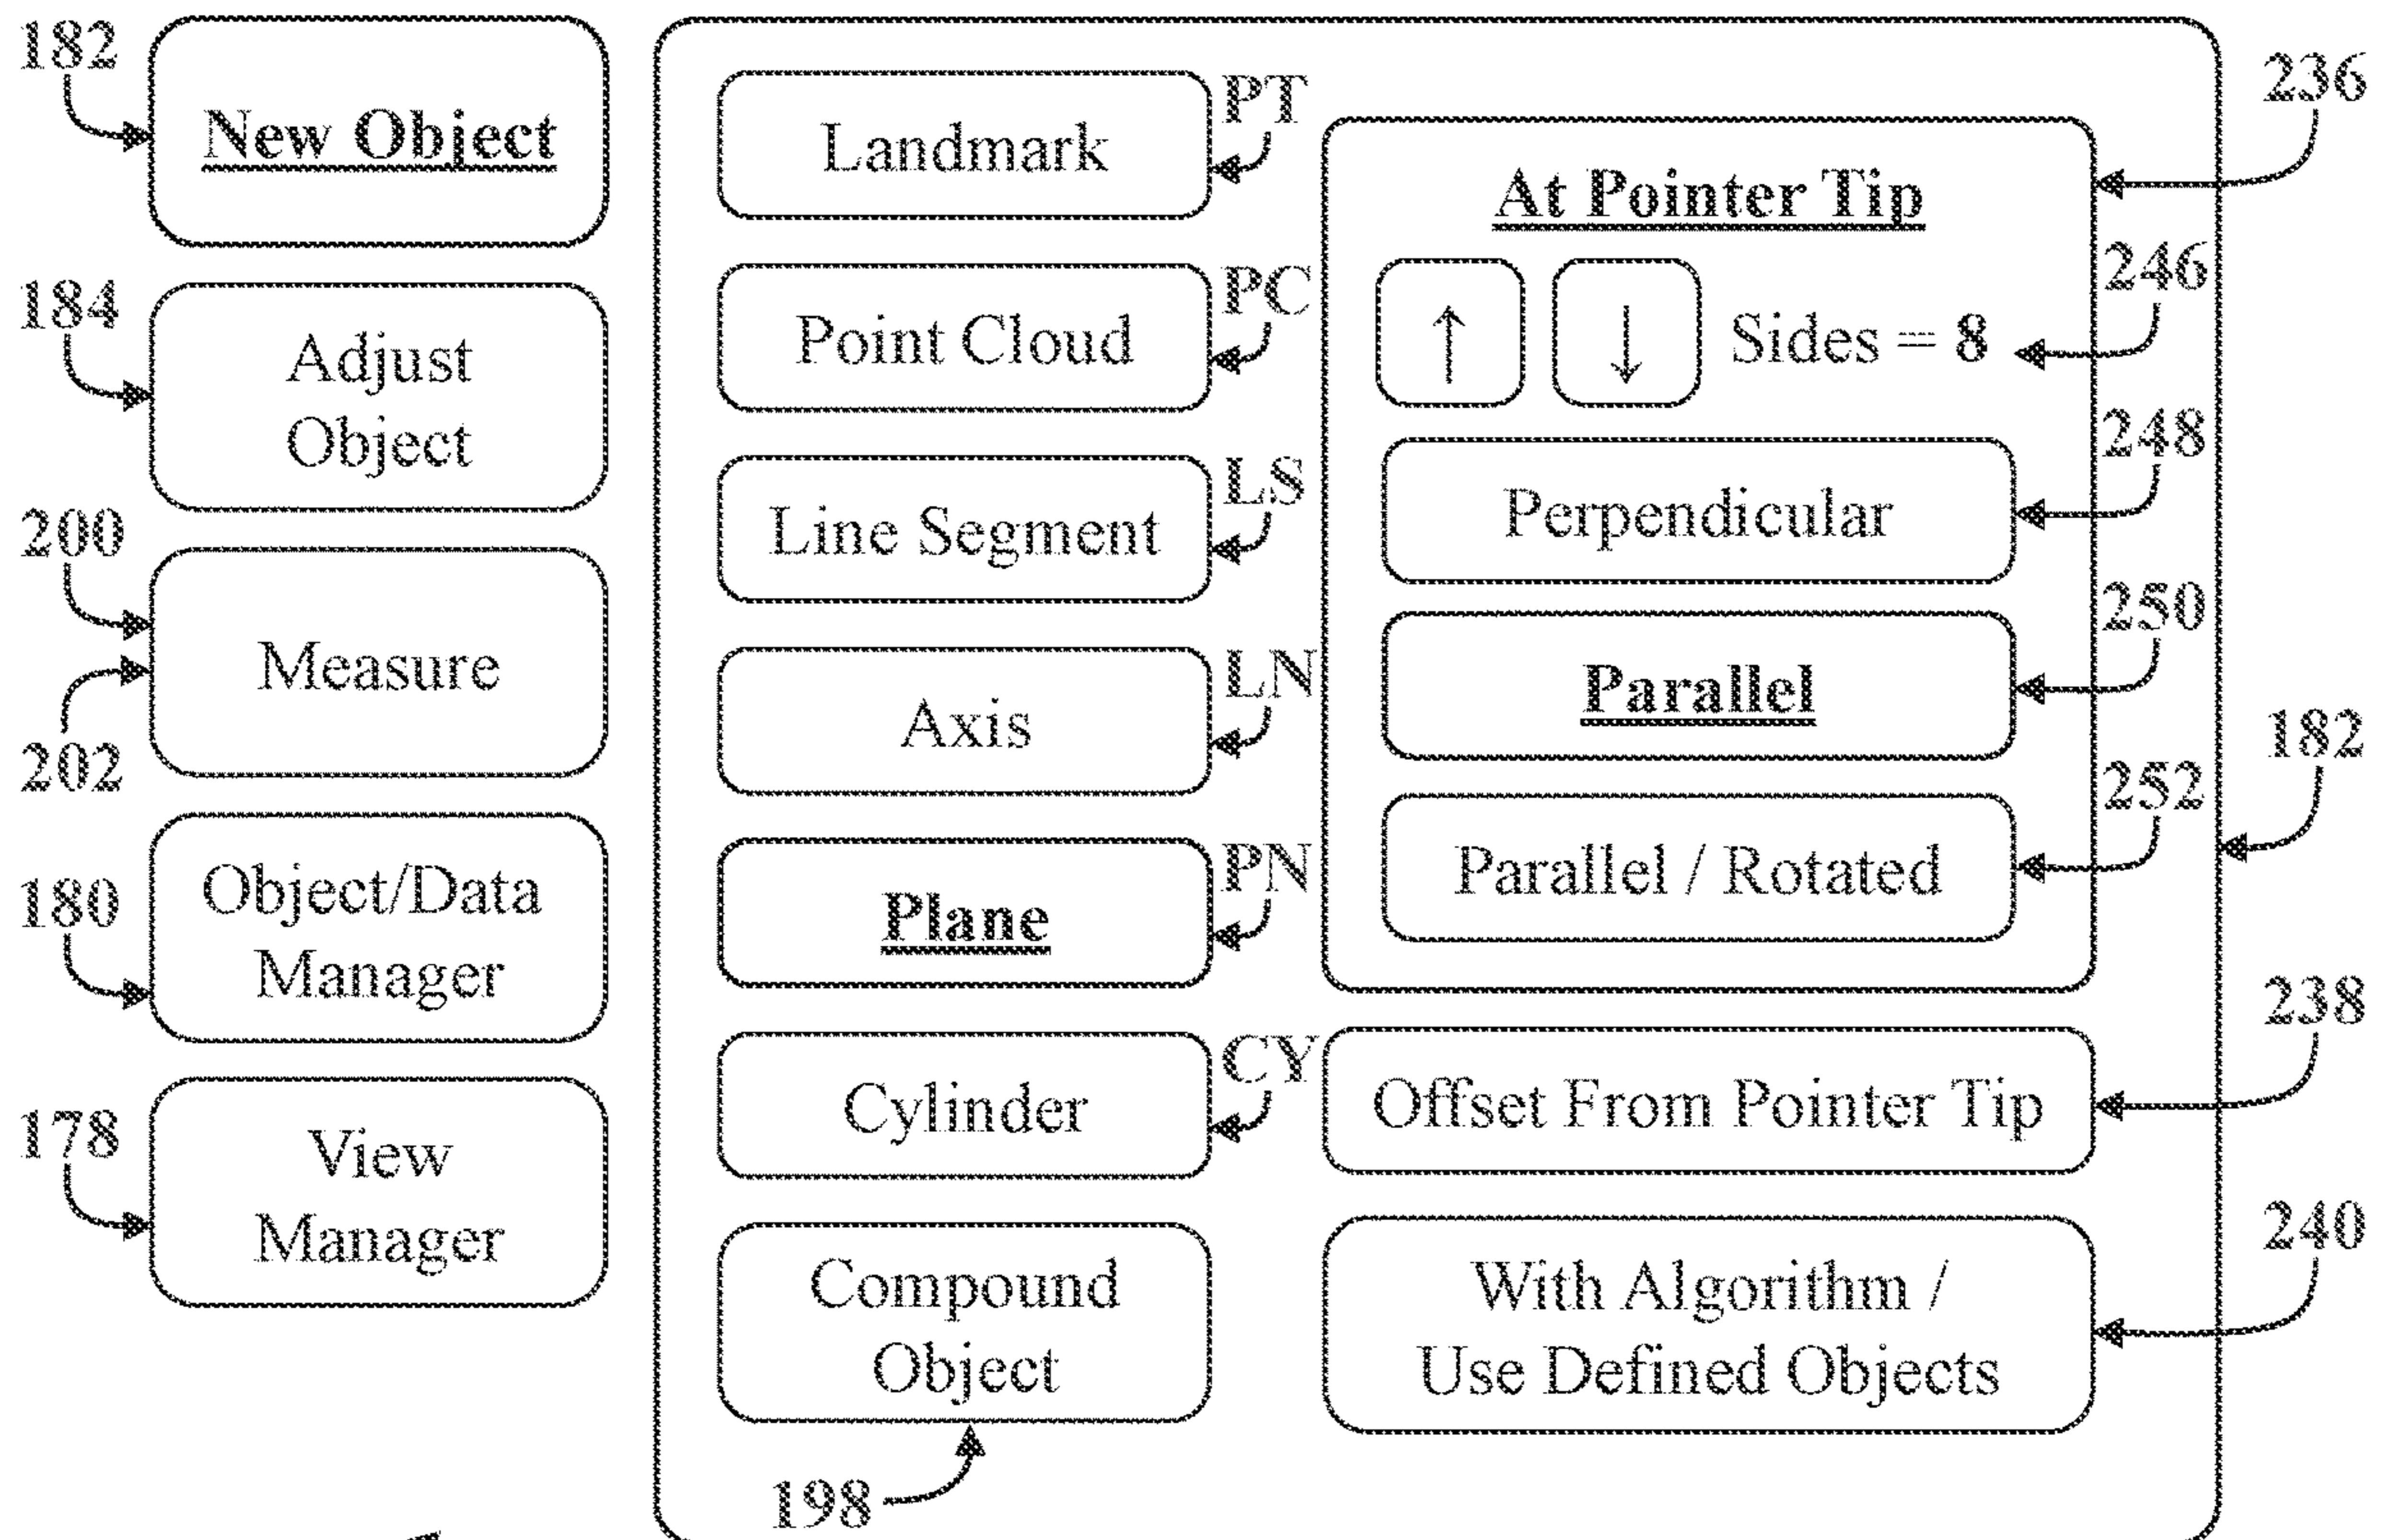 182
New Object
184
Adjust
Object
200
Measure
202
180
Object/Data
Manager
178
View
Manager
Landmark
PT
Point Cloud
PC
Line Segment
LS
Axis
LN
Plane
PN
Cylinder
CY
Compound
Object
198
At Pointer Tip
236
↑ ↓ Sides = 8
246
Perpendicular
248
Parallel
250
Parallel / Rotated
252
182
Offset From Pointer Tip
238
With Algorithm /
Use Defined Objects
240